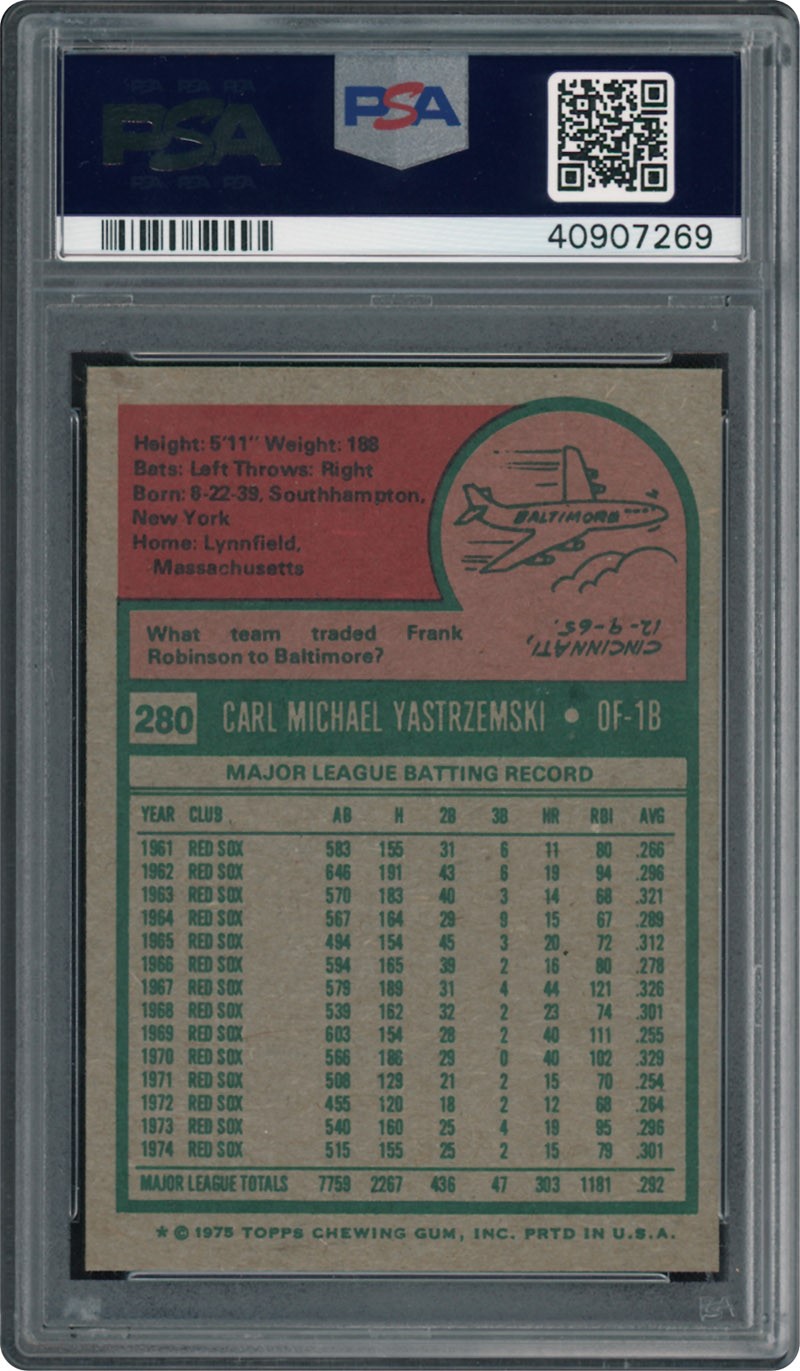 PSA PSA PSA
PSA
PSA PSA PSA
PSA
40907269
Height: 5'11" Weight: 188
Bats: Left Throws: Right
Born: 8-22-39, Southhampton,
New York
Home: Lynnfield,
Massachusetts
BALTIMORE
What team traded Frank
Robinson to Baltimore?
CINCINNATI,
12-9-65.
280 CARL MICHAEL YASTRZEMSKI • OF-1B
MAJOR LEAGUE BATTING RECORD
YEAR CLUB AB H 2B 3B HR RBI AVG
1961 RED SOX 583 155 31 6 11 80 .266
1962 RED SOX 646 191 43 6 19 94 .296
1963 RED SOX 570 183 40 3 14 68 .321
1964 RED SOX 567 164 29 9 15 67 .289
1965 RED SOX 494 154 45 3 20 72 .312
1966 RED SOX 594 165 39 2 16 80 .278
1967 RED SOX 579 189 31 4 44 121 .326
1968 RED SOX 539 162 32 2 23 74 .301
1969 RED SOX 603 154 28 2 40 111 .255
1970 RED SOX 566 186 29 0 40 102 .329
1971 RED SOX 508 129 21 2 15 70 .254
1972 RED SOX 455 120 18 2 12 68 .264
1973 RED SOX 540 160 25 4 19 95 .296
1974 RED SOX 515 155 25 2 15 79 .301
MAJOR LEAGUE TOTALS 7759 2267 436 47 303 1181 .292
* © 1975 TOPPS CHEWING GUM, INC. PRTD IN U.S.A.
PSA